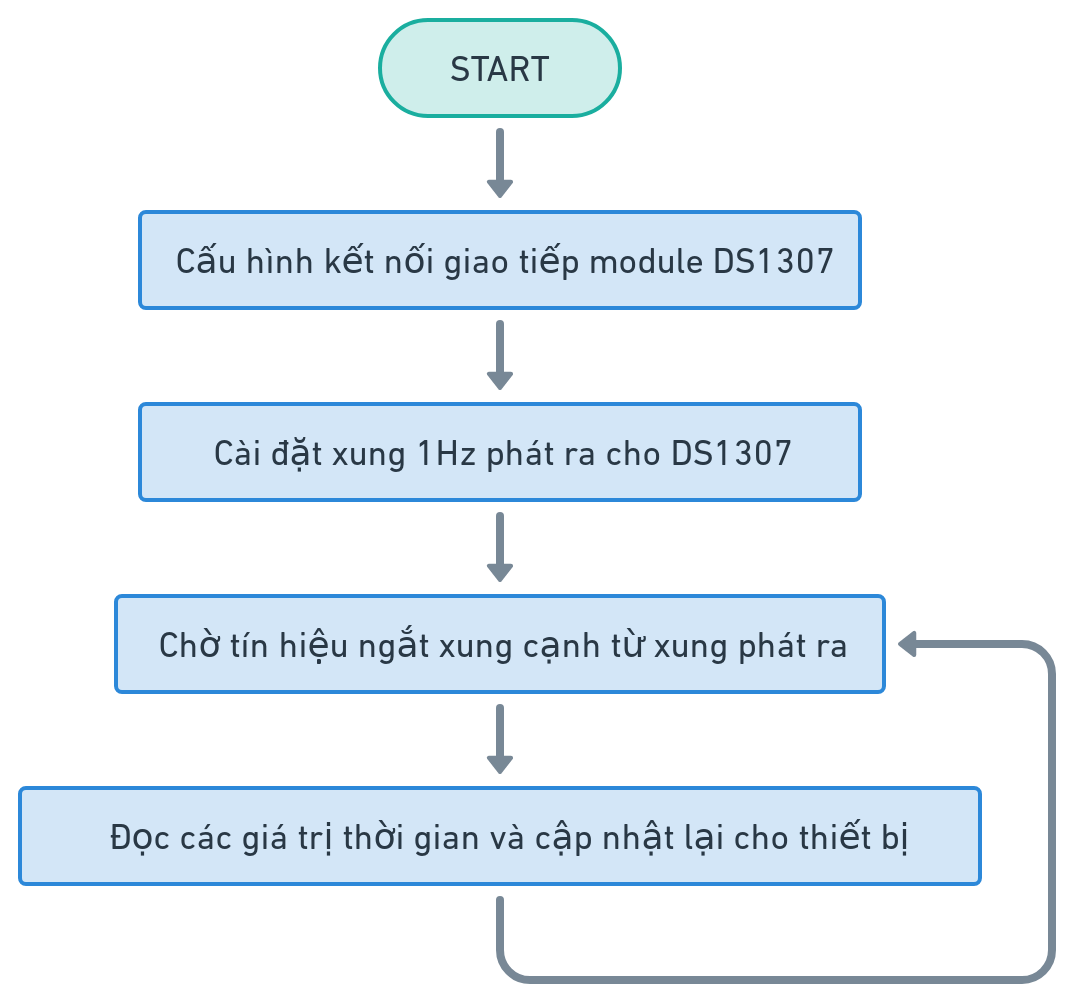 START
Cấu hình kết nối giao tiếp module DS1307
Cài đặt xung 1Hz phát ra cho DS1307
Chờ tín hiệu ngắt xung cạnh từ xung phát ra
Đọc các giá trị thời gian và cập nhật lại cho thiết bị